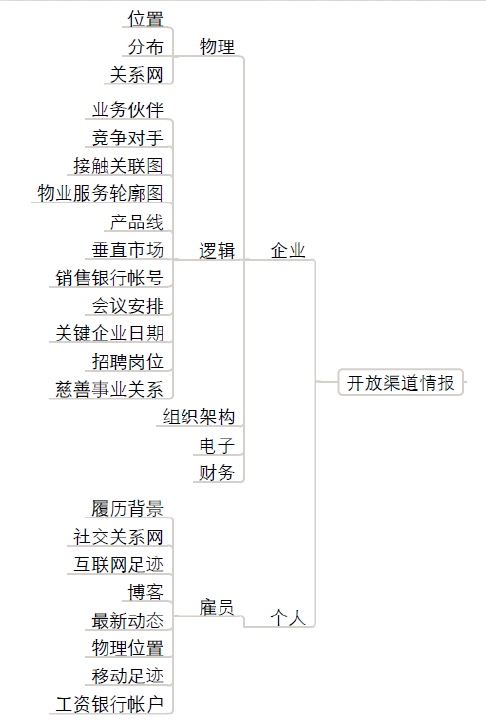 位置
分布
物理
关系网
业务伙伴
竞争对手
接触关联图
物业服务轮廓图
产品线
垂直市场
逻辑
企业
销售银行帐号
会议安排
关键企业日期
招聘岗位
开放渠道情报
慈善事业关系
组织架构
电子
财务
履历背景
社交关系网
互联网足迹
博客
雇员
最新动态
个人
物理位置
移动足迹
工资银行帐户